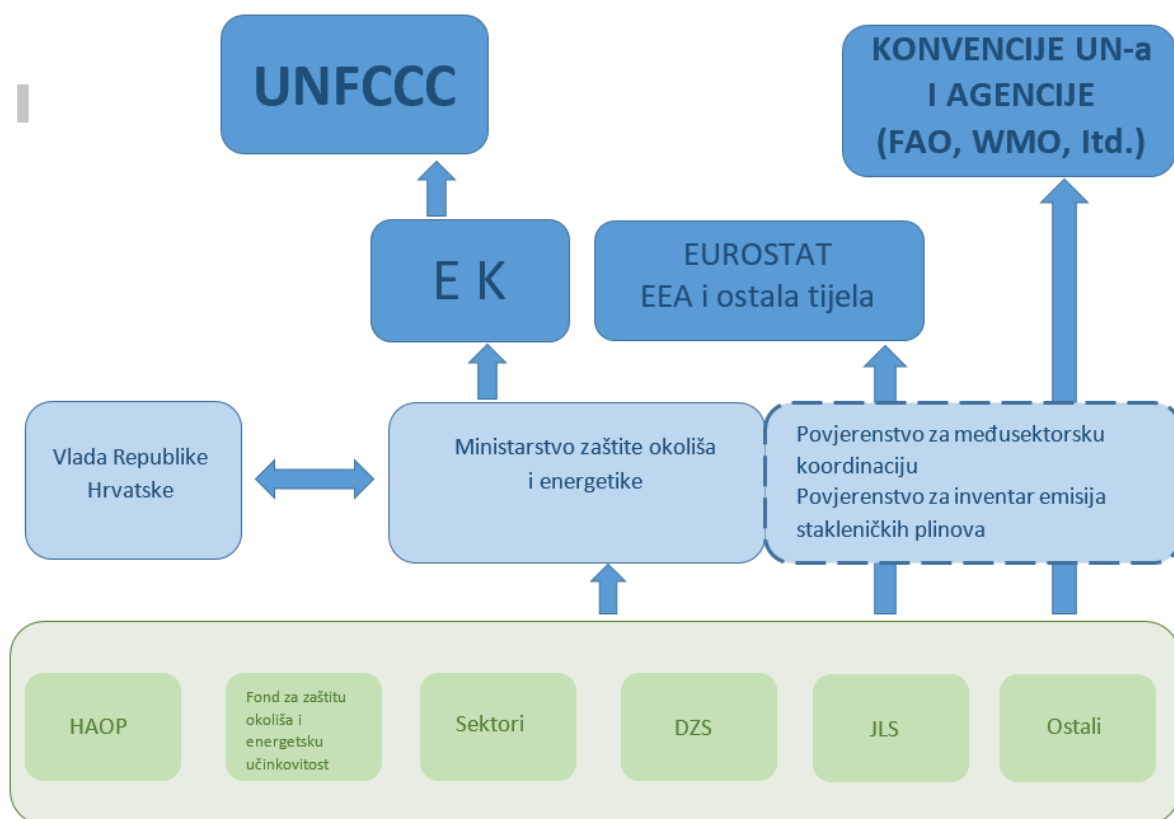 UNFCCC
KONVENCIJE UN-a
I AGENCIJE
(FAO, WMO, Itd.)
E K
EUROSTAT
EEA i ostala tijela
Vlada Republike
Hrvatske
Ministarstvo zaštite okoliša
i energetike
Povjerenstvo za međusektorsku
koordinaciju
Povjerenstvo za inventar emisija
stakleničkih plinova
HAOP
Fond za zaštitu
okoliša i
energetsku
učinkovitost
Sektori
DZS
JLS
Ostali